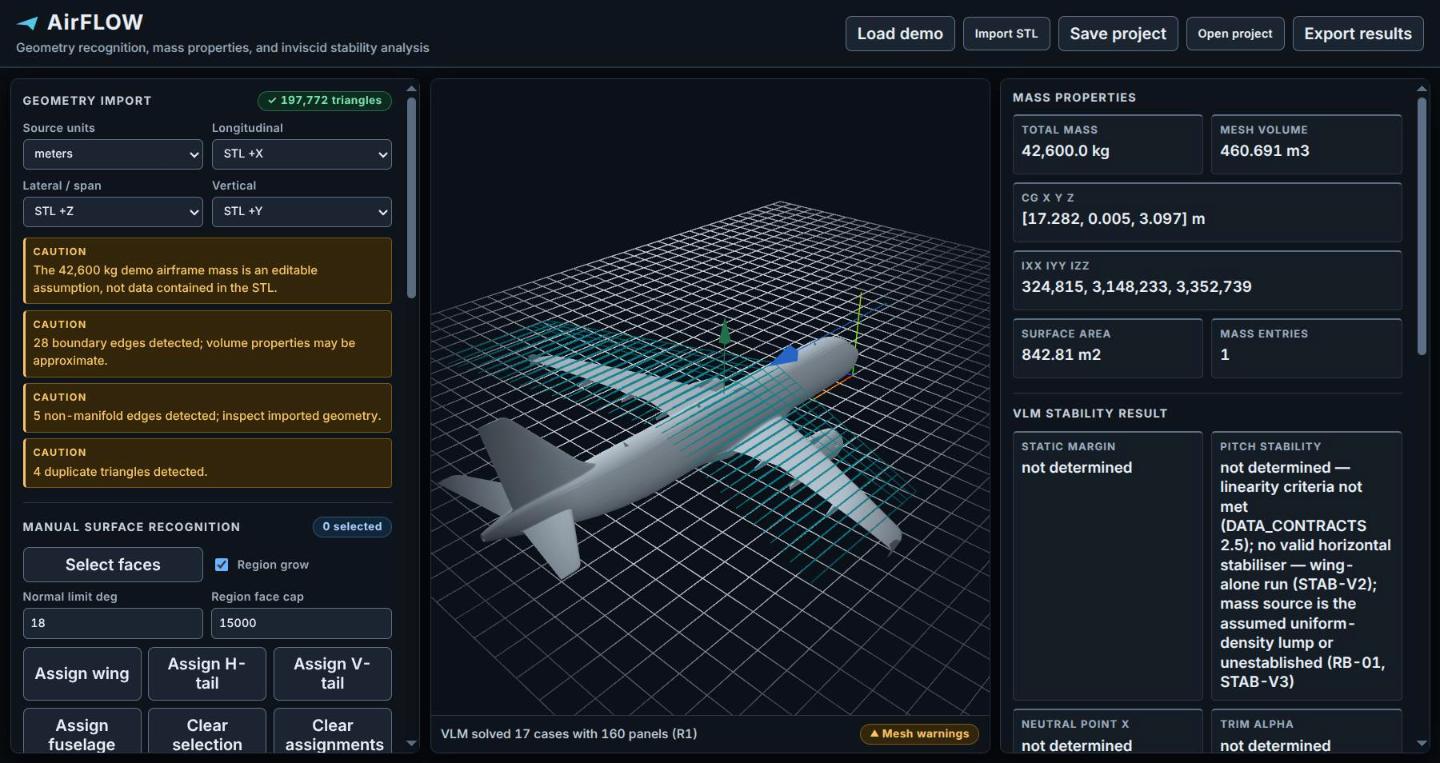 AirFLOW
Geometry recognition, mass properties, and inviscid stability analysis
Load demo
Import STL
Save project
Open project
Export results
GEOMETRY IMPORT
✓ 197,772 triangles
Source units
Longitudinal
meters
STL +X
Lateral / span
Vertical
STL +Z
STL +Y
CAUTION
The 42,600 kg demo airframe mass is an editable
assumption, not data contained in the STL.
CAUTION
28 boundary edges detected; volume properties may be
approximate.
CAUTION
5 non-manifold edges detected; inspect imported geometry.
CAUTION
4 duplicate triangles detected.
MANUAL SURFACE RECOGNITION
0 selected
Select faces
Region grow
Normal limit deg
Region face cap
18
15000
Assign wing
Assign H-
tail
Assign V-
tail
Assign
fuselage
Clear
selection
Clear
assignments
VLM solved 17 cases with 160 panels (R1)
▲ Mesh warnings
MASS PROPERTIES
TOTAL MASS
42,600.0 kg
MESH VOLUME
460.691 m3
CG X Y Z
[17.282, 0.005, 3.097] m
IXX IYY IZZ
324,815, 3,148,233, 3,352,739
SURFACE AREA
842.81 m2
MASS ENTRIES
1
VLM STABILITY RESULT
STATIC MARGIN
not determined
PITCH STABILITY
not determined —
linearity criteria not
met
(DATA_CONTRACTS
2.5); no valid horizontal
stabiliser — wing-
alone run (STAB-V2);
mass source is the
assumed uniform-
density lump or
unestablished (RB-01,
STAB-V3)
NEUTRAL POINT X
not determined
TRIM ALPHA
not determined